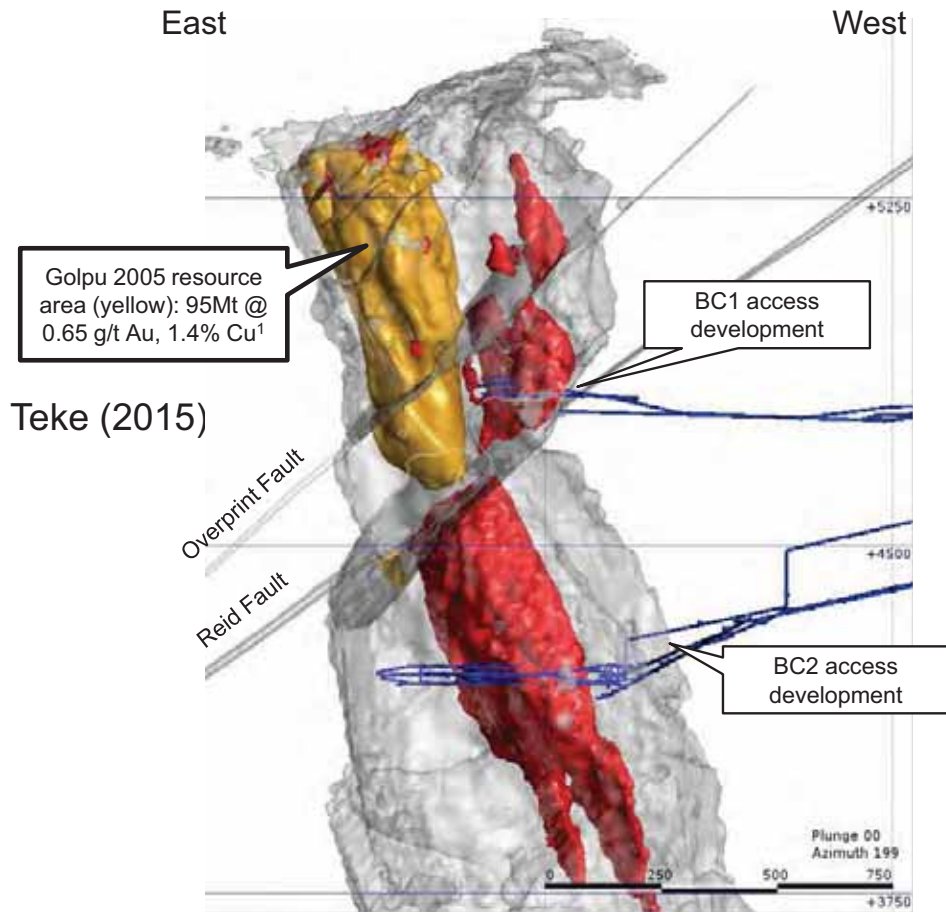 East
West
+5250
Golpu 2005 resource
area (yellow): 95Mt @
0.65 g/t Au, 1.4% Cu¹
BC1 access
development
Teke (2015)
Overprint Fault
+4500
Reid Fault
BC2 access
development
Plunge 00
Azimuth 199
0
250
500
750
+3750